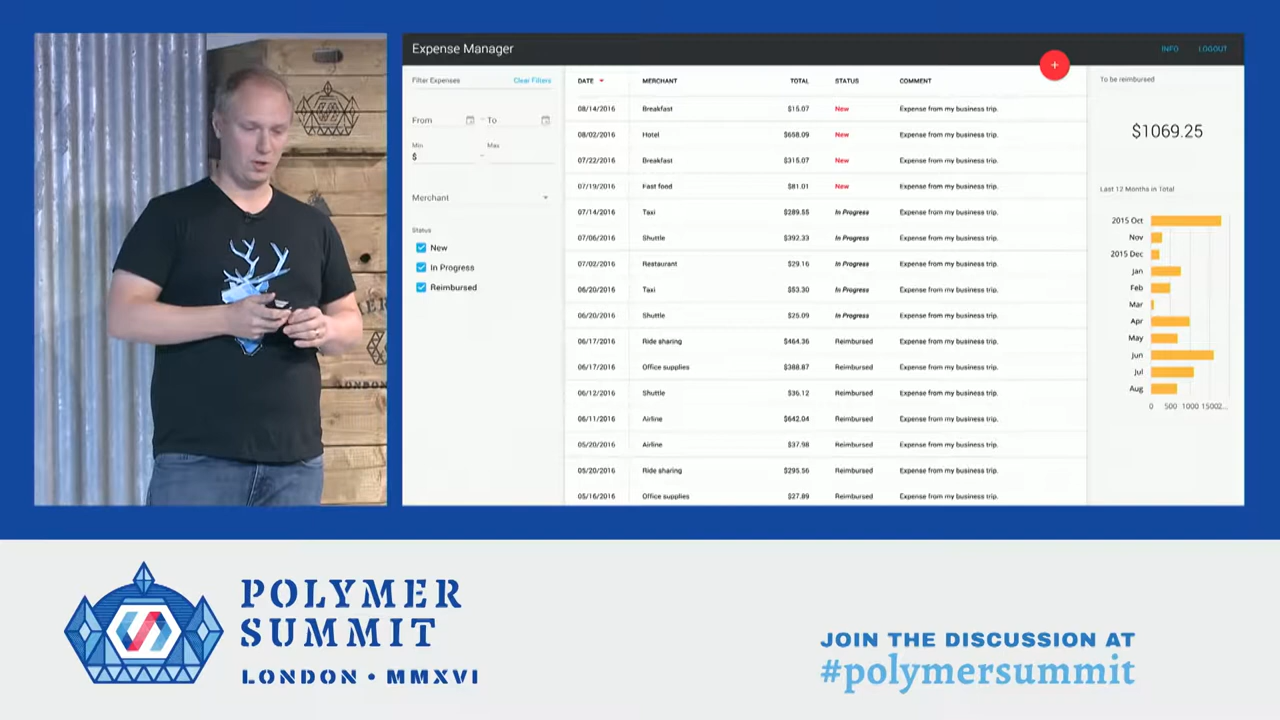 Expense Manager
INFO LOGOUT
+
Filter Expenses Clear Filters
From – To
Min Max
$ –
Merchant
Status
New
In Progress
Reimbursed
DATE MERCHANT TOTAL STATUS COMMENT
08/14/2016 Breakfast $15.07 New Expense from my business trip.
08/02/2016 Hotel $658.09 New Expense from my business trip.
07/22/2016 Breakfast $315.07 New Expense from my business trip.
07/19/2016 Fast food $81.01 New Expense from my business trip.
07/14/2016 Taxi $289.55 In Progress Expense from my business trip.
07/06/2016 Shuttle $392.33 In Progress Expense from my business trip.
07/02/2016 Restaurant $29.16 In Progress Expense from my business trip.
06/20/2016 Taxi $53.30 In Progress Expense from my business trip.
06/20/2016 Shuttle $25.09 In Progress Expense from my business trip.
06/17/2016 Ride sharing $464.36 Reimbursed Expense from my business trip.
06/17/2016 Office supplies $388.87 Reimbursed Expense from my business trip.
06/12/2016 Shuttle $36.12 Reimbursed Expense from my business trip.
06/11/2016 Airline $642.04 Reimbursed Expense from my business trip.
05/20/2016 Airline $37.98 Reimbursed Expense from my business trip.
05/20/2016 Ride sharing $295.56 Reimbursed Expense from my business trip.
05/16/2016 Office supplies $27.89 Reimbursed Expense from my business trip.
To be reimbursed
$1069.25
Last 12 Months in Total
2015 Oct
Nov
2015 Dec
Jan
Feb
Mar
Apr
May
Jun
Jul
Aug
0 500 1000 15002...
POLYMER
SUMMIT
LONDON • MMXVI
JOIN THE DISCUSSION AT
#polymersummit